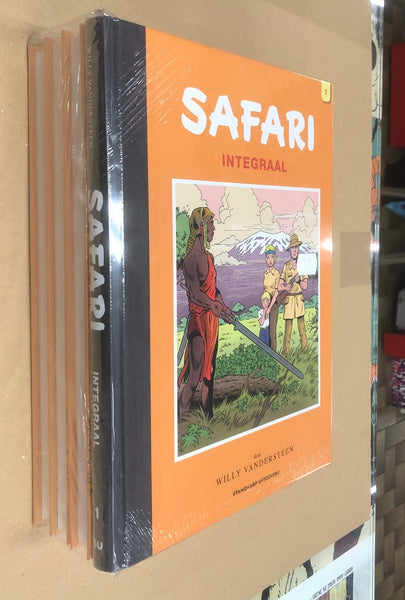 SAFARI
INTEGRAAL
1
door
WILLY VANDERSTEEN
STANDAARD UITGEVERIJ
WILLY VANDERSTEEN
SAFARI
INTEGRAAL
1